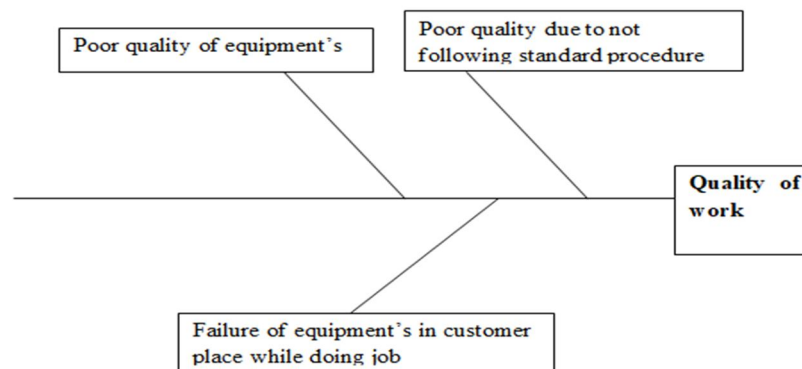 Poor quality of equipment's
Poor quality due to not
following standard procedure
Quality of
work
Failure of equipment's in customer
place while doing job